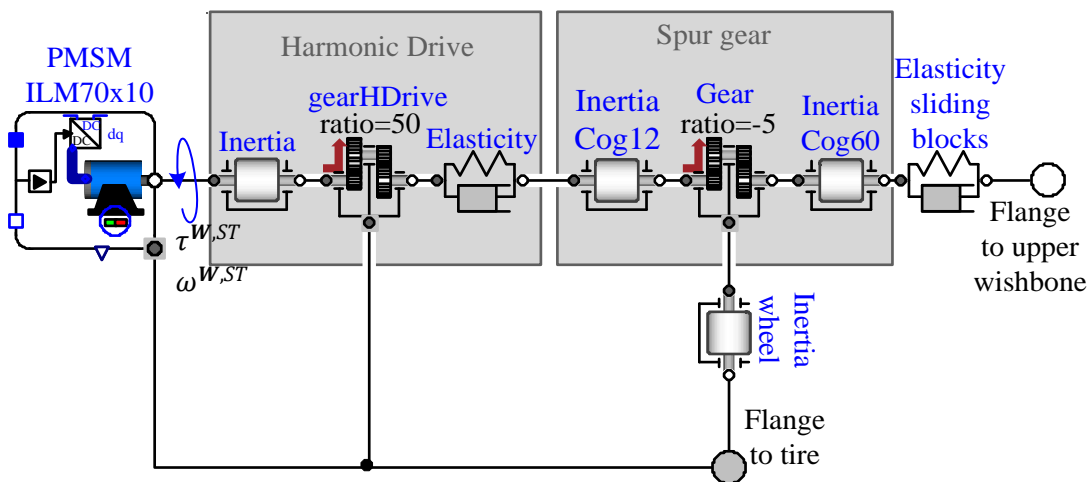 PMSM
ILM70x10
DC
DC
dq
τ^W,ST
ω^W,ST
Harmonic Drive
Inertia
gearHDrive
ratio=50
Elasticity
Spur gear
Inertia
Cog12
Gear
ratio=-5
Inertia
Cog60
Elasticity
sliding
blocks
Flange
to upper
wishbone
Inertia
wheel
Flange
to tire